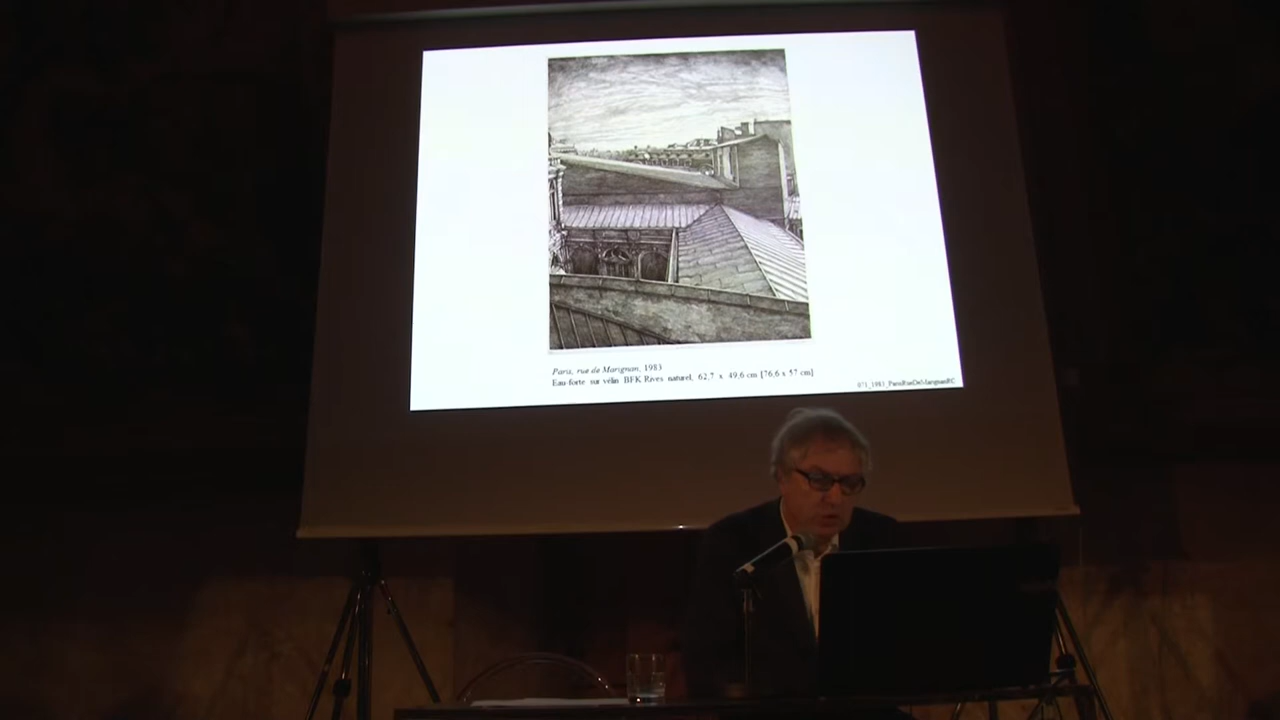 Paris, rue de Marignan, 1983
Eau-forte sur vélin BFK Rives naturel, 62,7 x 49,6 cm [76,6 x 57 cm]
071_1983_ParisRueDeMarignanRC